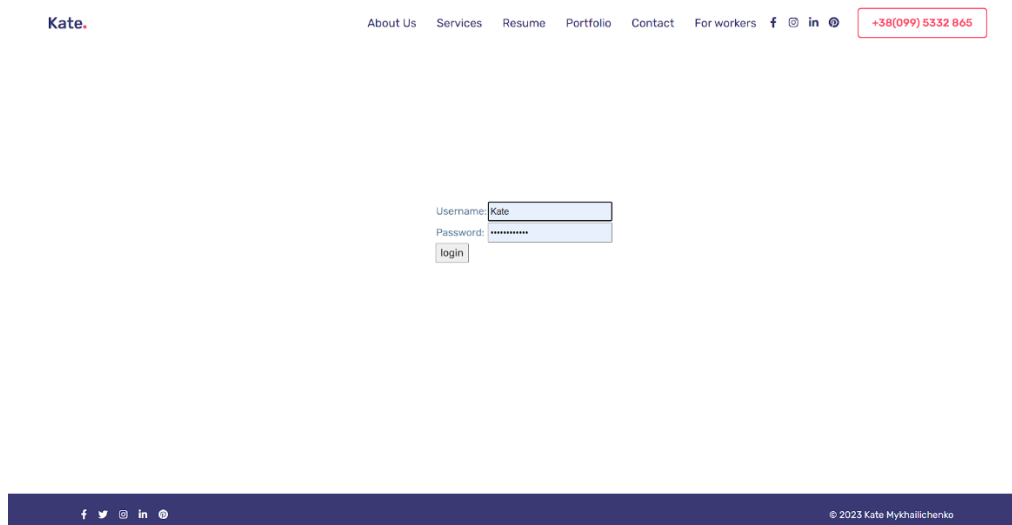 Kate.
About Us Services Resume Portfolio Contact For workers +38(099) 5332 865
Username: Kate
Password: ••••••••••••
login
© 2023 Kate Mykhailichenko